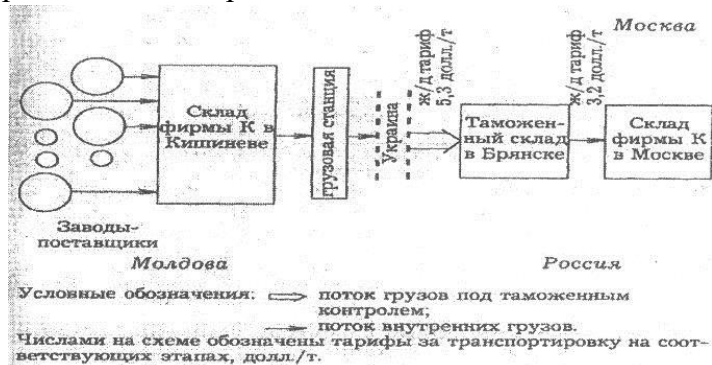 Москва
ж/д тариф
5,3 долл./т
ж/д тариф
3,2 долл./т
Склад
фирмы К в
Кишиневе
грузовая станция
Украина
Таможен-
ный склад
в Брянске
Склад
фирмы К
в Москве
Заводы-
поставщики
Молдова
Россия
Условные обозначения:
поток грузов под таможенным
контролем;
поток внутренних грузов.
Числами на схеме обозначены тарифы за транспортировку на соот-
ветствующих этапах, долл./т.